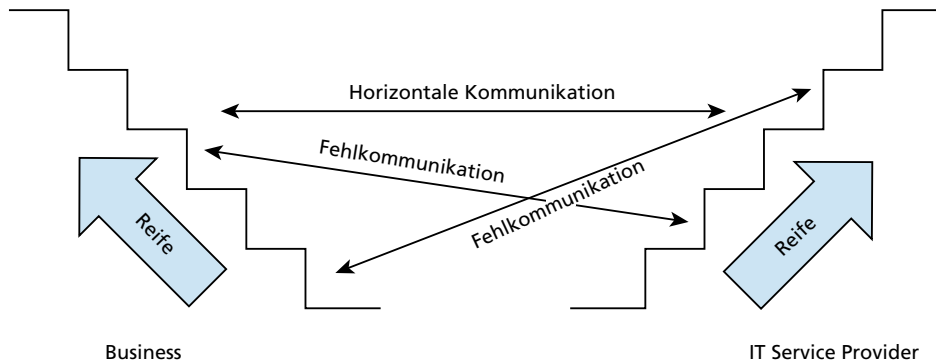 Horizontale Kommunikation
Fehlkommunikation
Fehlkommunikation
Reife
Reife
Business
IT Service Provider